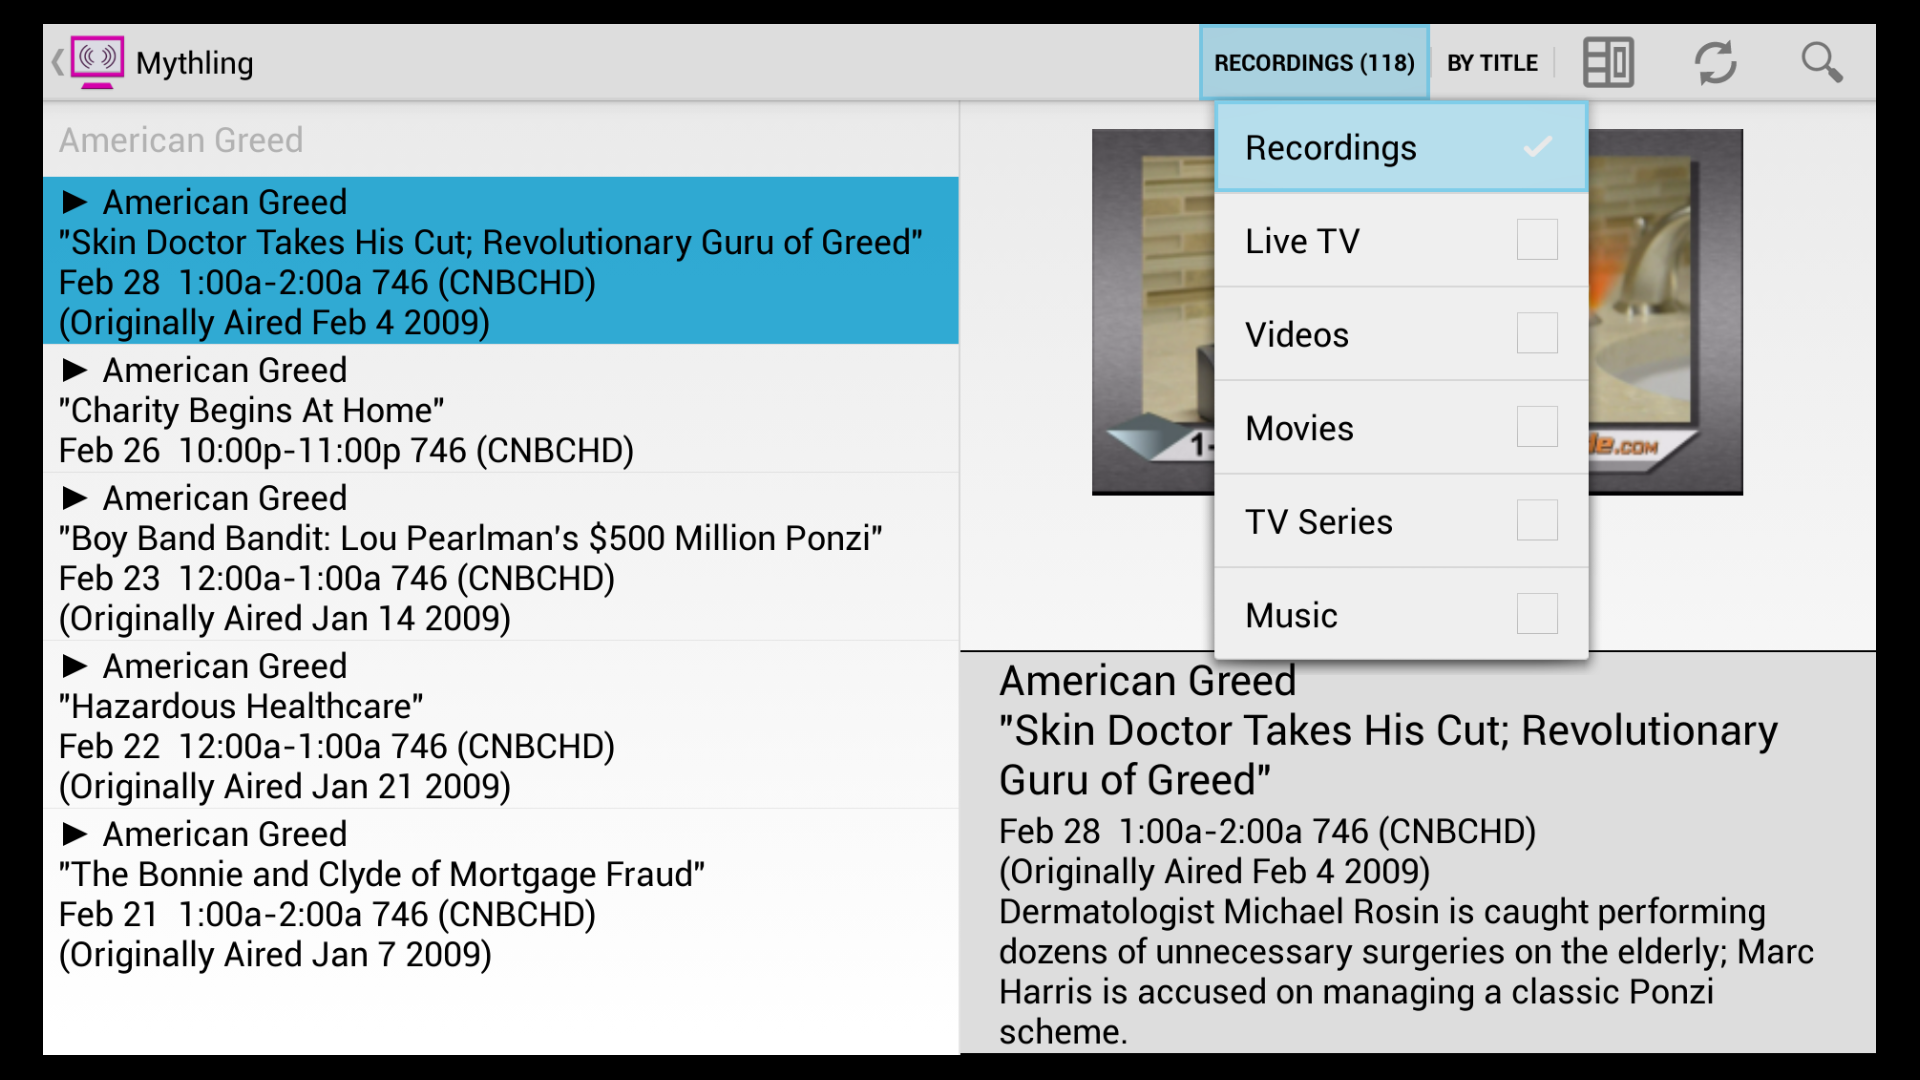 Mythling
RECORDINGS (118)
BY TITLE
American Greed
► American Greed
"Skin Doctor Takes His Cut; Revolutionary Guru of Greed"
Feb 28  1:00a-2:00a 746 (CNBCHD)
(Originally Aired Feb 4 2009)
► American Greed
"Charity Begins At Home"
Feb 26  10:00p-11:00p 746 (CNBCHD)
► American Greed
"Boy Band Bandit: Lou Pearlman's $500 Million Ponzi"
Feb 23  12:00a-1:00a 746 (CNBCHD)
(Originally Aired Jan 14 2009)
► American Greed
"Hazardous Healthcare"
Feb 22  12:00a-1:00a 746 (CNBCHD)
(Originally Aired Jan 21 2009)
► American Greed
"The Bonnie and Clyde of Mortgage Fraud"
Feb 21  1:00a-2:00a 746 (CNBCHD)
(Originally Aired Jan 7 2009)
Recordings
Live TV
Videos
Movies
TV Series
Music
1-
.COM
American Greed
"Skin Doctor Takes His Cut; Revolutionary
Guru of Greed"
Feb 28  1:00a-2:00a 746 (CNBCHD)
(Originally Aired Feb 4 2009)
Dermatologist Michael Rosin is caught performing
dozens of unnecessary surgeries on the elderly; Marc
Harris is accused on managing a classic Ponzi
scheme.